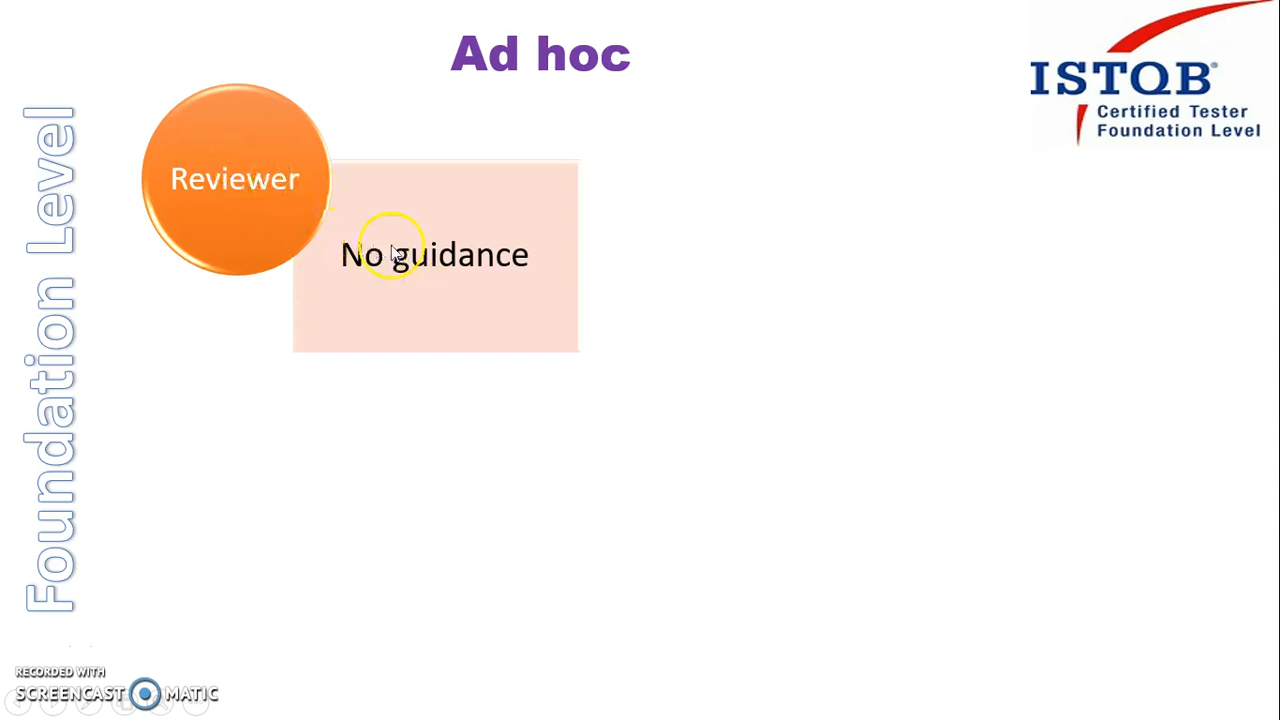 Ad hoc
ISTQB®
Certified Tester
Foundation Level
Foundation Level
Reviewer
No guidance
RECORDED WITH
SCREENCAST MATIC